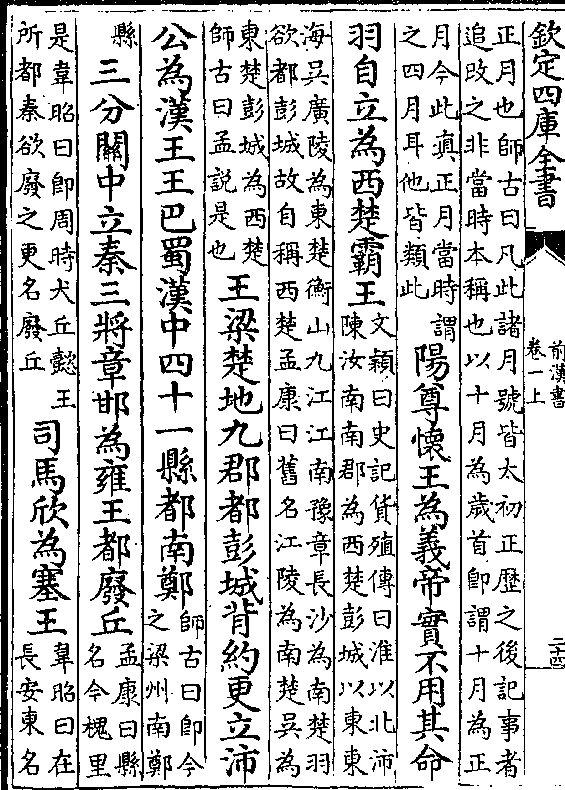 欽定四庫全書
前漢書
卷一上
二十四
正月也師古曰凡此諸月號皆太初正歴之後記事者
追攺之非當時本稱也以十月為歲首即謂十月為正
月今此真正月當時謂
之四月耳他皆類此
陽尊懷王為義帝實不用其命
羽自立為西楚霸王
文穎曰史記貨殖傳曰淮以北沛
陳汝南南郡為西楚彭城以東東
海吳廣陵為東楚衡山九江江南豫章長沙為南楚羽
欲都彭城故自稱西楚孟康曰舊名江陵為南楚吳為
東楚彭城為西楚
師古曰孟説是也
王梁楚地九郡都彭城背約更立沛
公為漢王王巴蜀漢中四十一縣都南鄭
師古曰即今
之梁州南鄭
縣
三分關中立秦三將章邯為雍王都廢丘
孟康曰縣
名今槐里
是韋昭曰即周時犬丘懿王
所都秦欲廢之更名廢丘
司馬欣為塞王
韋昭曰在
長安東名